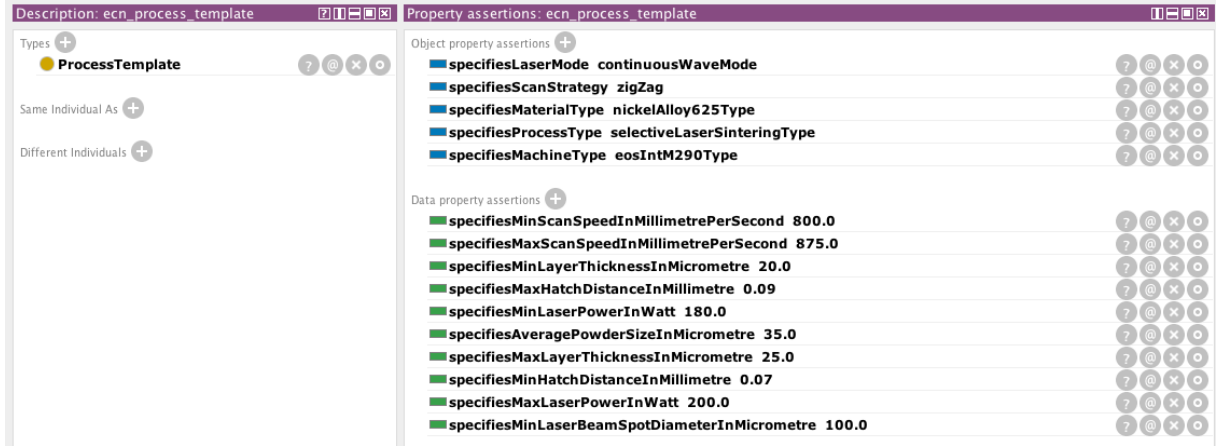 Description: ecn_process_template
Types
ProcessTemplate
Same Individual As
Different Individuals
Property assertions: ecn_process_template
Object property assertions
specifiesLaserMode continuousWaveMode
specifiesScanStrategy zigZag
specifiesMaterialType nickelAlloy625Type
specifiesProcessType selectiveLaserSinteringType
specifiesMachineType eosIntM290Type
Data property assertions
specifiesMinScanSpeedInMillimetrePerSecond 800.0
specifiesMaxScanSpeedInMillimetrePerSecond 875.0
specifiesMinLayerThicknessInMicrometre 20.0
specifiesMaxHatchDistanceInMillimetre 0.09
specifiesMinLaserPowerInWatt 180.0
specifiesAveragePowderSizeInMicrometre 35.0
specifiesMaxLayerThicknessInMicrometre 25.0
specifiesMinHatchDistanceInMillimetre 0.07
specifiesMaxLaserPowerInWatt 200.0
specifiesMinLaserBeamSpotDiameterInMicrometre 100.0